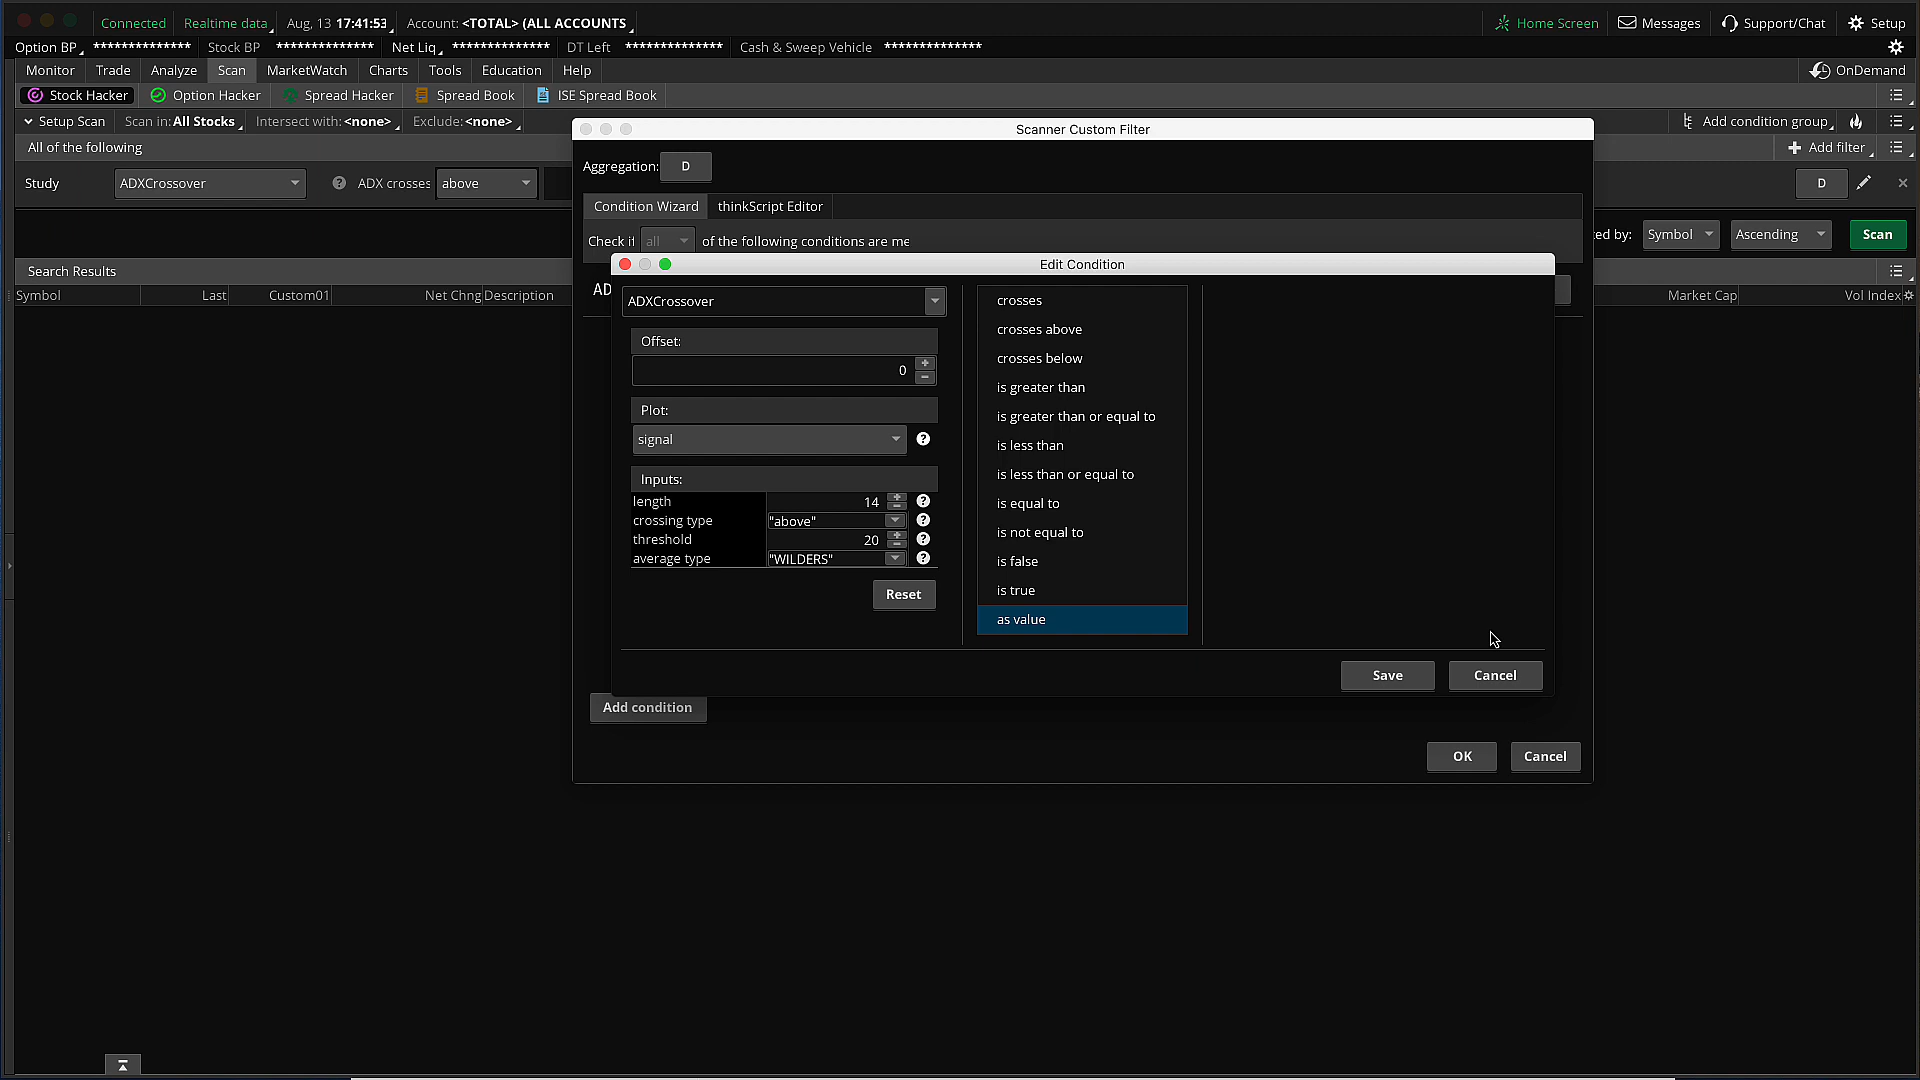 Connected Realtime data Aug, 13 17:41:53 Account: <TOTAL> (ALL ACCOUNTS Home Screen Messages Support/Chat Setup
Option BP ************** Stock BP ************** Net Liq ************** DT Left ************** Cash & Sweep Vehicle **************
Monitor Trade Analyze Scan MarketWatch Charts Tools Education Help OnDemand
Stock Hacker Option Hacker Spread Hacker Spread Book ISE Spread Book
Setup Scan Scan in: All Stocks Intersect with: <none> Exclude: <none> Add condition group
Scanner Custom Filter
All of the following Add filter
Aggregation: D
Study ADXCrossover ADX crosses above D
Condition Wizard thinkScript Editor
Check if all of the following conditions are me
ed by: Symbol Ascending Scan
Edit Condition
Search Results
Symbol Last Custom01 Net Chng Description Market Cap Vol Index
AD
ADXCrossover
Offset:
0
Plot:
signal
Inputs:
length 14
crossing type "above"
threshold 20
average type "WILDERS"
Reset
crosses
crosses above
crosses below
is greater than
is greater than or equal to
is less than
is less than or equal to
is equal to
is not equal to
is false
is true
as value
Save Cancel
Add condition
OK Cancel